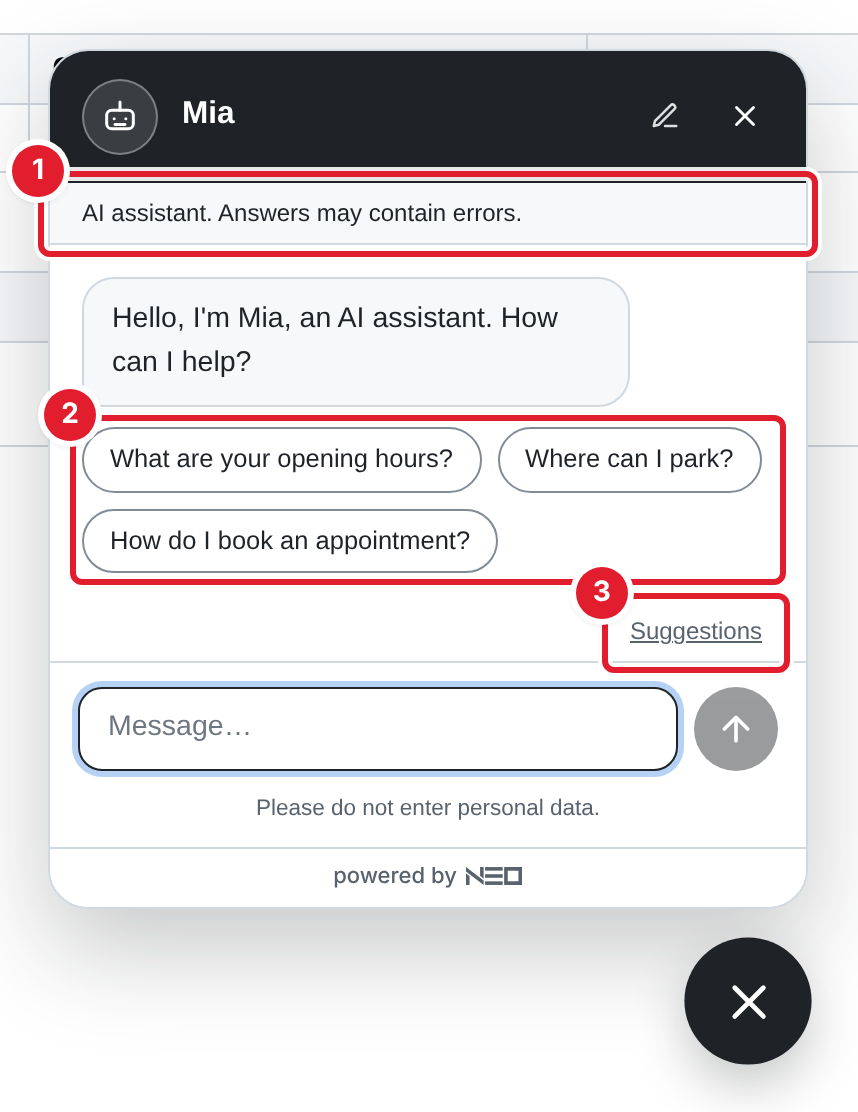 Mia
1
AI assistant. Answers may contain errors.
Hello, I'm Mia, an AI assistant. How
can I help?
2
What are your opening hours? Where can I park?
How do I book an appointment?
3
Suggestions
Message…
Please do not enter personal data.
powered by NEO